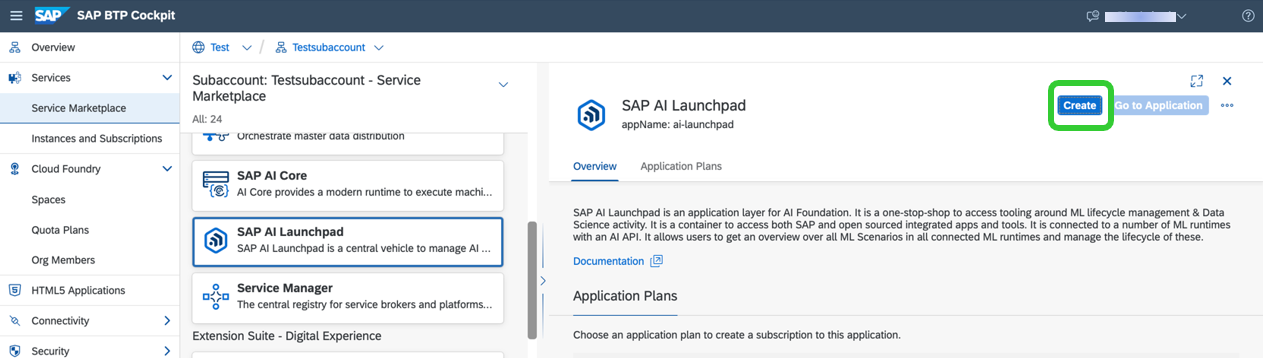 SAP SAP BTP Cockpit
Overview
Services
Service Marketplace
Instances and Subscriptions
Cloud Foundry
Spaces
Quota Plans
Org Members
HTML5 Applications
Connectivity
Security
Test / Testsubaccount
Subaccount: Testsubaccount - Service
Marketplace
All: 24
Orchestrate master data distribution
SAP AI Core
AI Core provides a modern runtime to execute machi...
SAP AI Launchpad
SAP AI Launchpad is a central vehicle to manage AI ...
Service Manager
The central registry for service brokers and platforms...
Extension Suite - Digital Experience
SAP AI Launchpad
appName: ai-launchpad
Create
Go to Application
Overview
Application Plans
SAP AI Launchpad is an application layer for AI Foundation. It is a one-stop-shop to access tooling around ML lifecycle management & Data
Science activity. It is a container to access both SAP and open sourced integrated apps and tools. It is connected to a number of ML runtimes
with an AI API. It allows users to get an overview over all ML Scenarios in all connected ML runtimes and manage the lifecycle of these.
Documentation
Application Plans
Choose an application plan to create a subscription to this application.